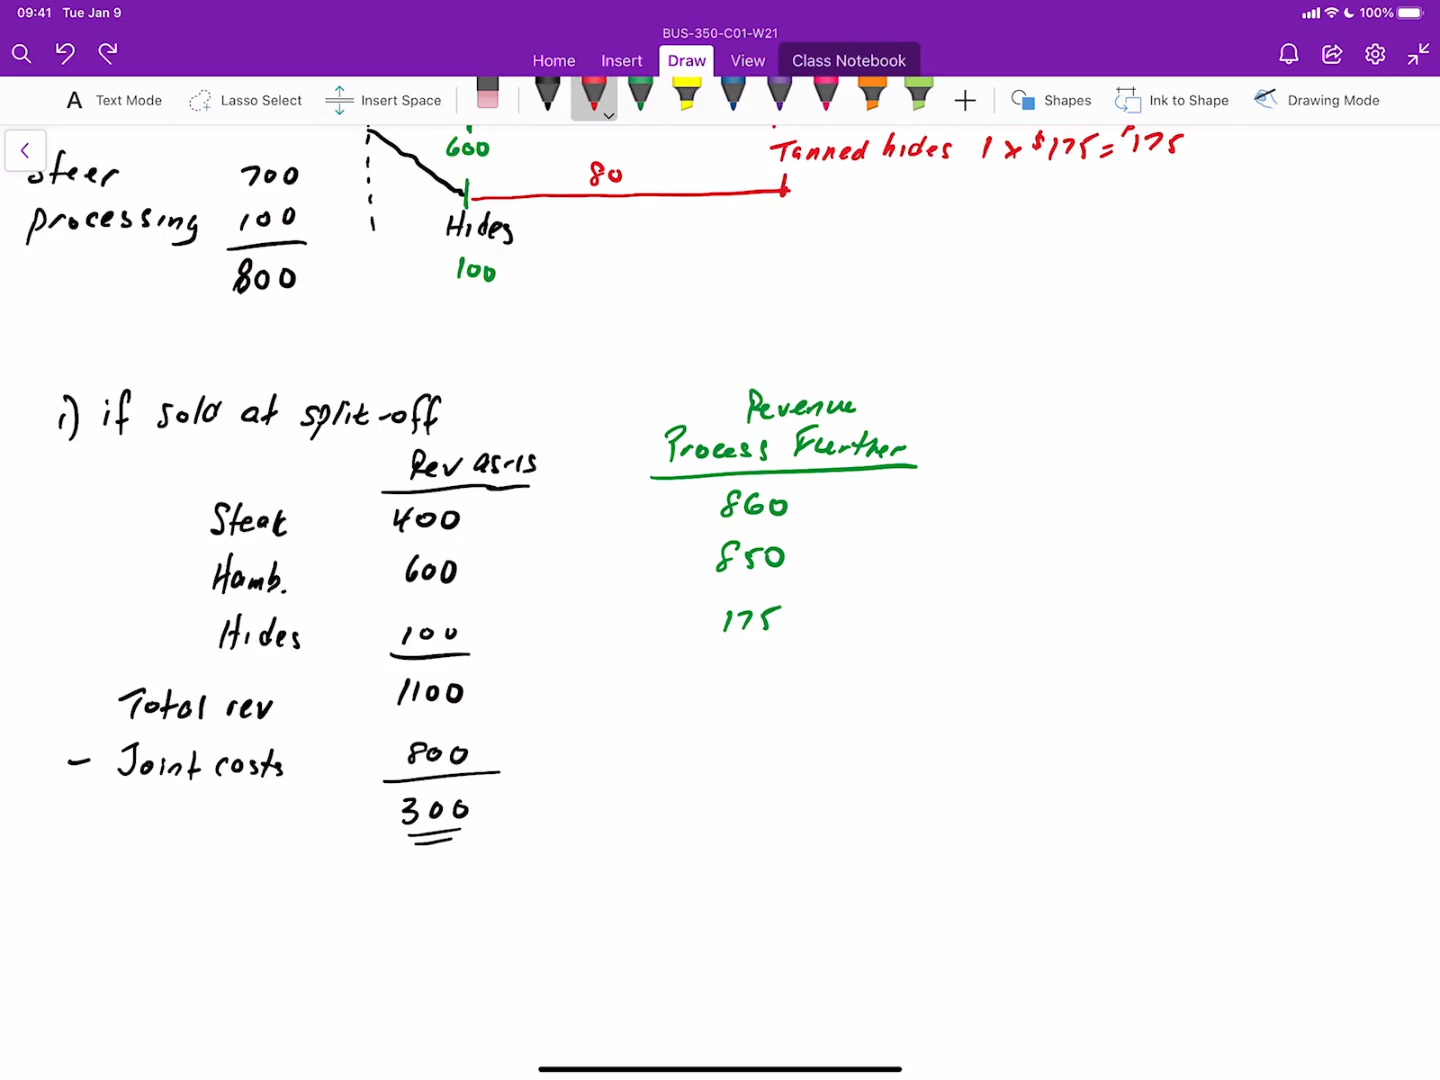 09:41 Tue Jan 9
100%
BUS-350-C01-W21
Home Insert Draw View Class Notebook
A Text Mode Lasso Select Insert Space Shapes Ink to Shape Drawing Mode
600
Tanned hides 1 x $175 = $175
80
Steer 700
processing 100
800
Hides
100
1) if sold at split-off
Rev as-is
Revenue
Process Further
Steak 400 860
Hamb. 600 850
Hides 100 175
Total rev 1100
- Joint costs 800
300